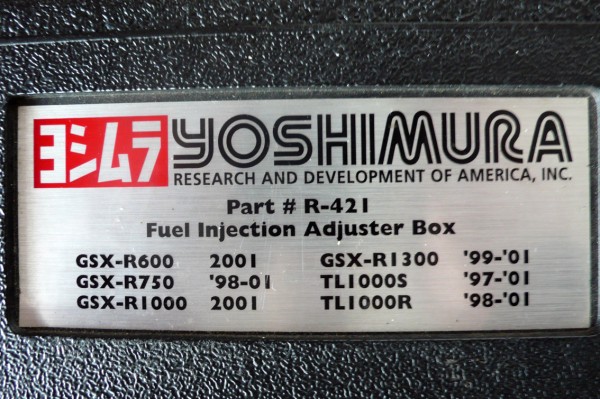 ヨシムラ YOSHIMURA
RESEARCH AND DEVELOPMENT OF AMERICA, INC.
Part # R-421
Fuel Injection Adjuster Box
GSX-R600 2001 GSX-R1300 '99-'01
GSX-R750 '98-01 TL1000S '97-'01
GSX-R1000 2001 TL1000R '98-'01